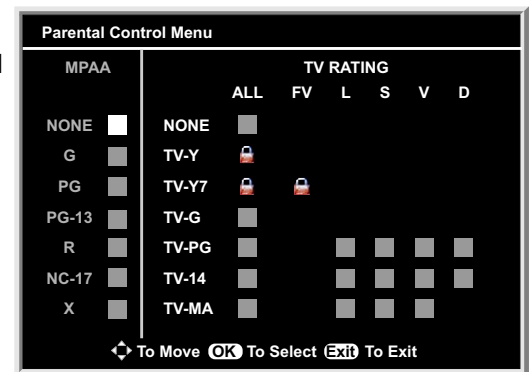 Parental Control Menu
MPAA
TV RATING
ALL FV L S V D
NONE NONE
G TV-Y
PG TV-Y7
PG-13 TV-G
R TV-PG
NC-17 TV-14
X TV-MA
To Move OK To Select Exit To Exit